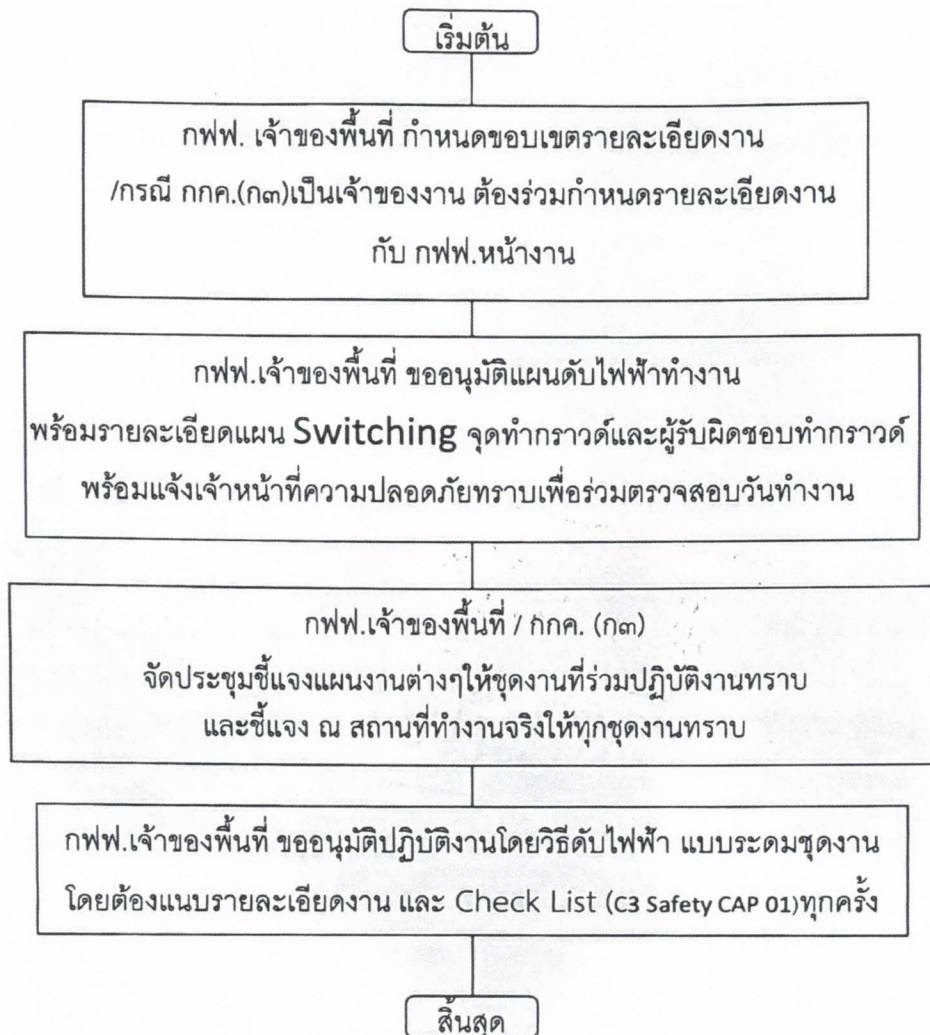 เริ่มต้น
กฟฟ. เจ้าของพื้นที่ กำหนดขอบเขตรายละเอียดงาน
/กรณี กกค.(ก๓)เป็นเจ้าของงาน ต้องร่วมกำหนดรายละเอียดงาน
กับ กฟฟ.หน้างาน
กฟฟ.เจ้าของพื้นที่ ขออนุมัติแผนดับไฟฟ้าทำงาน
พร้อมรายละเอียดแผน Switching จุดทำกราวด์และผู้รับผิดชอบทำกราวด์
พร้อมแจ้งเจ้าหน้าที่ความปลอดภัยทราบเพื่อร่วมตรวจสอบวันทำงาน
กฟฟ.เจ้าของพื้นที่ / กกค. (ก๓)
จัดประชุมชี้แจงแผนงานต่างๆให้ชุดงานที่ร่วมปฏิบัติงานทราบ
และชี้แจง ณ สถานที่ทำงานจริงให้ทุกชุดงานทราบ
กฟฟ.เจ้าของพื้นที่ ขออนุมัติปฏิบัติงานโดยวิธีดับไฟฟ้า แบบระดมชุดงาน
โดยต้องแนบรายละเอียดงาน และ Check List (C3 Safety CAP 01)ทุกครั้ง
สิ้นสุด